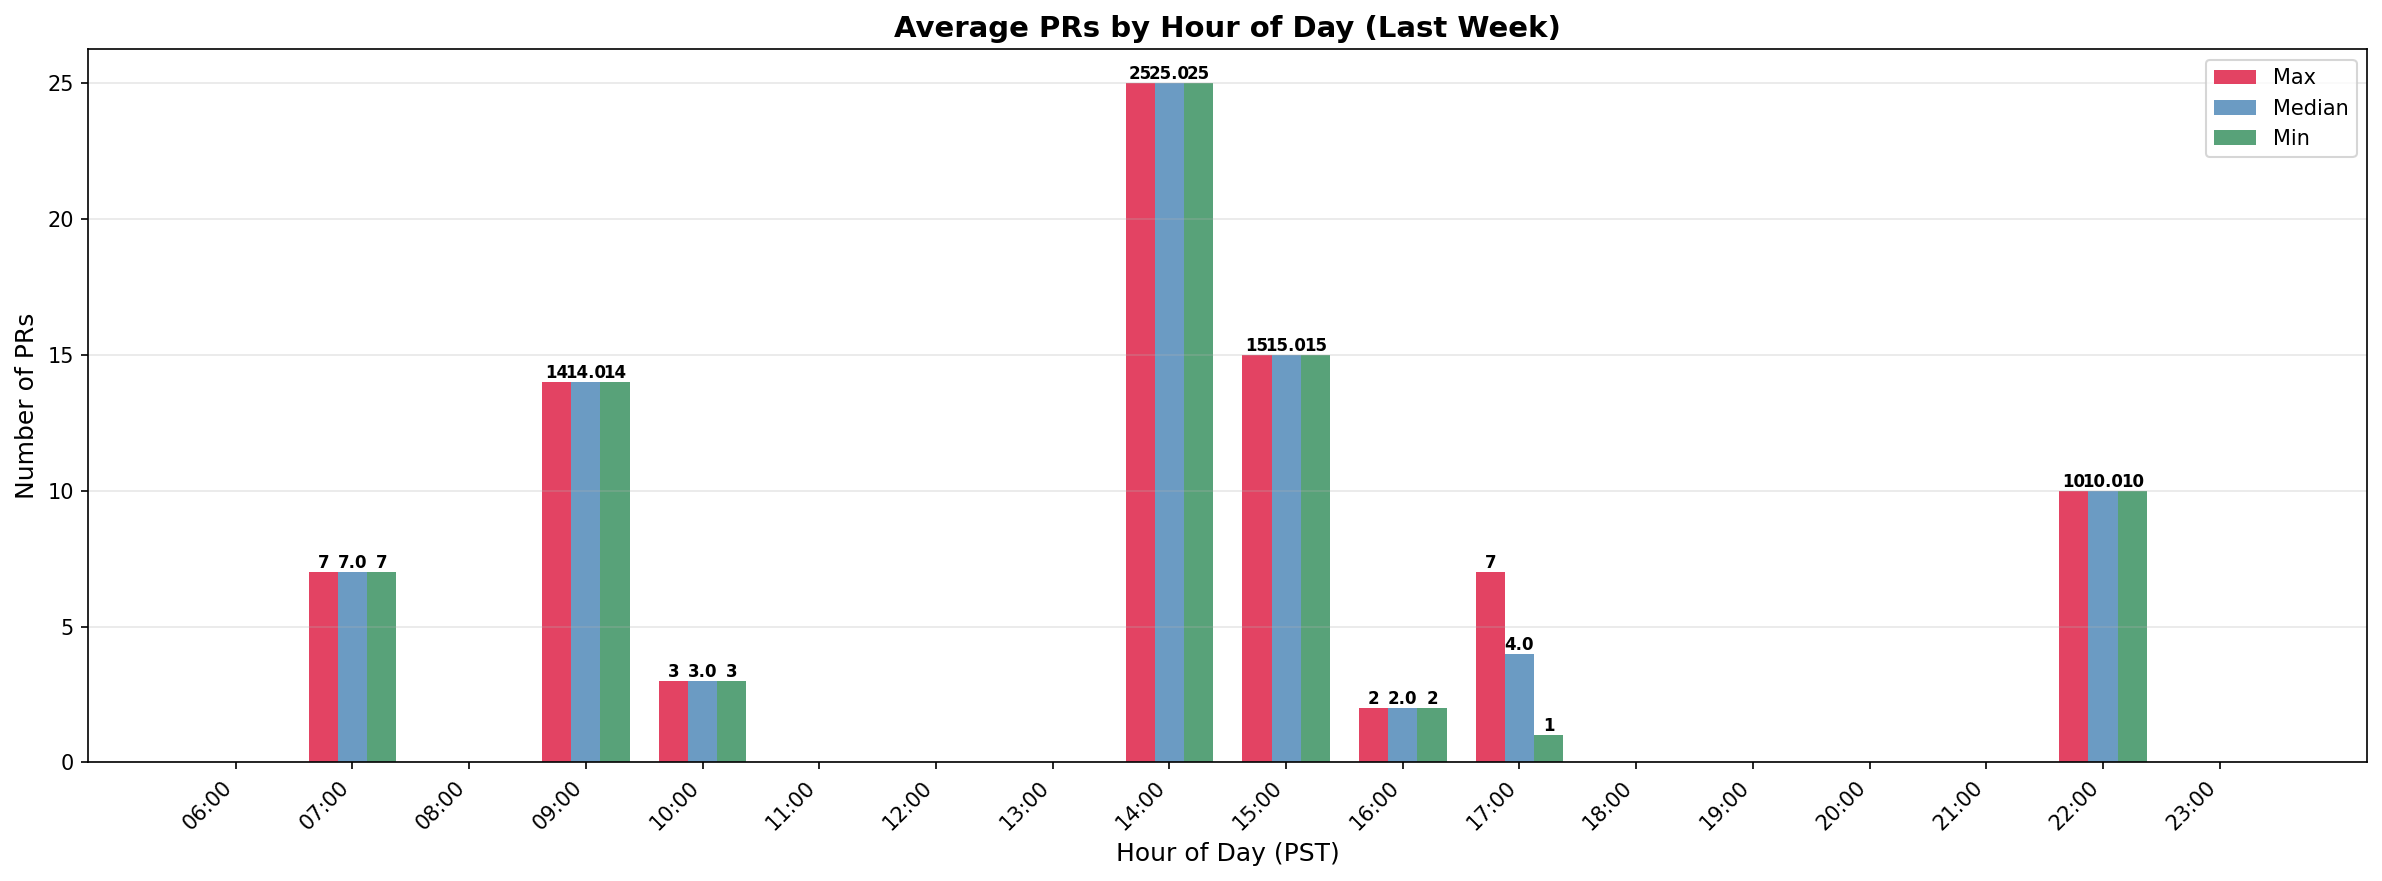 Average PRs by Hour of Day (Last Week)
Max
Median
Min
Number of PRs
25
20
15
10
5
0
7 7.0 7
14 14.0 14
3 3.0 3
25 25.0 25
15 15.0 15
2 2.0 2
7 4.0 1
10 10.0 10
06:00 07:00 08:00 09:00 10:00 11:00 12:00 13:00 14:00 15:00 16:00 17:00 18:00 19:00 20:00 21:00 22:00 23:00
Hour of Day (PST)